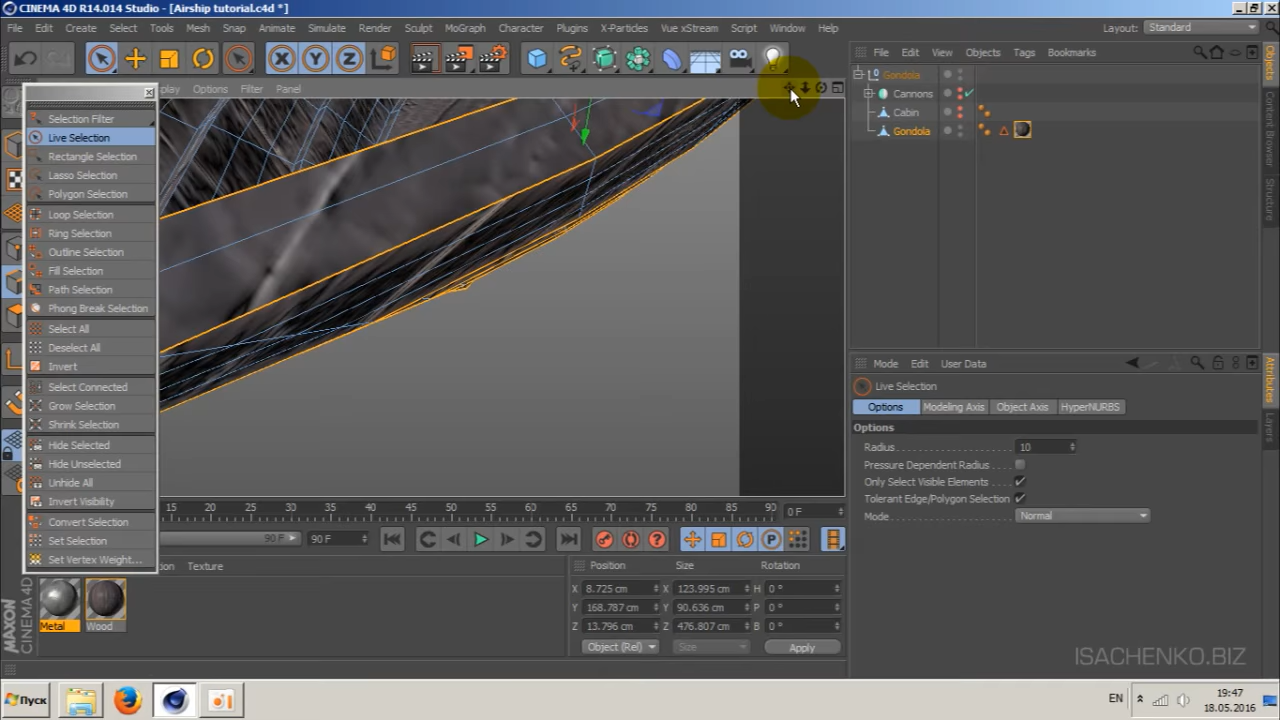 CINEMA 4D R14.014 Studio - [Airship tutorial.c4d *]
File Edit Create Select Tools Mesh Snap Animate Simulate Render Sculpt MoGraph Character Plugins X-Particles Vue xStream Script Window Help
Layout: Standard
File Edit View Objects Tags Bookmarks
Gondola
Cannons
Cabin
Gondola
Objects
Content Browser
Structure
Filter Panel
Selection Filter
Live Selection
Rectangle Selection
Lasso Selection
Polygon Selection
Loop Selection
Ring Selection
Outline Selection
Fill Selection
Path Selection
Phong Break Selection
Select All
Deselect All
Invert
Select Connected
Grow Selection
Shrink Selection
Hide Selected
Hide Unselected
Unhide All
Invert Visibility
Convert Selection
Set Selection
Set Vertex Weight...
Mode Edit User Data
Live Selection
Options Modeling Axis Object Axis HyperNURBS
Options
Radius 10
Pressure Dependent Radius
Only Select Visible Elements
Tolerant Edge/Polygon Selection
Mode Normal
Attributes
Layers
15 20 25 30 35 40 45 50 55 60 65 70 75 80 85 90 0 F
90 F 90 F
Texture
Metal Wood
Position Size Rotation
X 8.725 cm X 123.995 cm H 0 °
Y 168.787 cm Y 90.636 cm P 0 °
Z 13.796 cm Z 476.807 cm B 0 °
Object (Rel) Size Apply
MAXON
CINEMA 4D
ISACHENKO.BIZ
Пуск
EN
19:47
18.05.2016